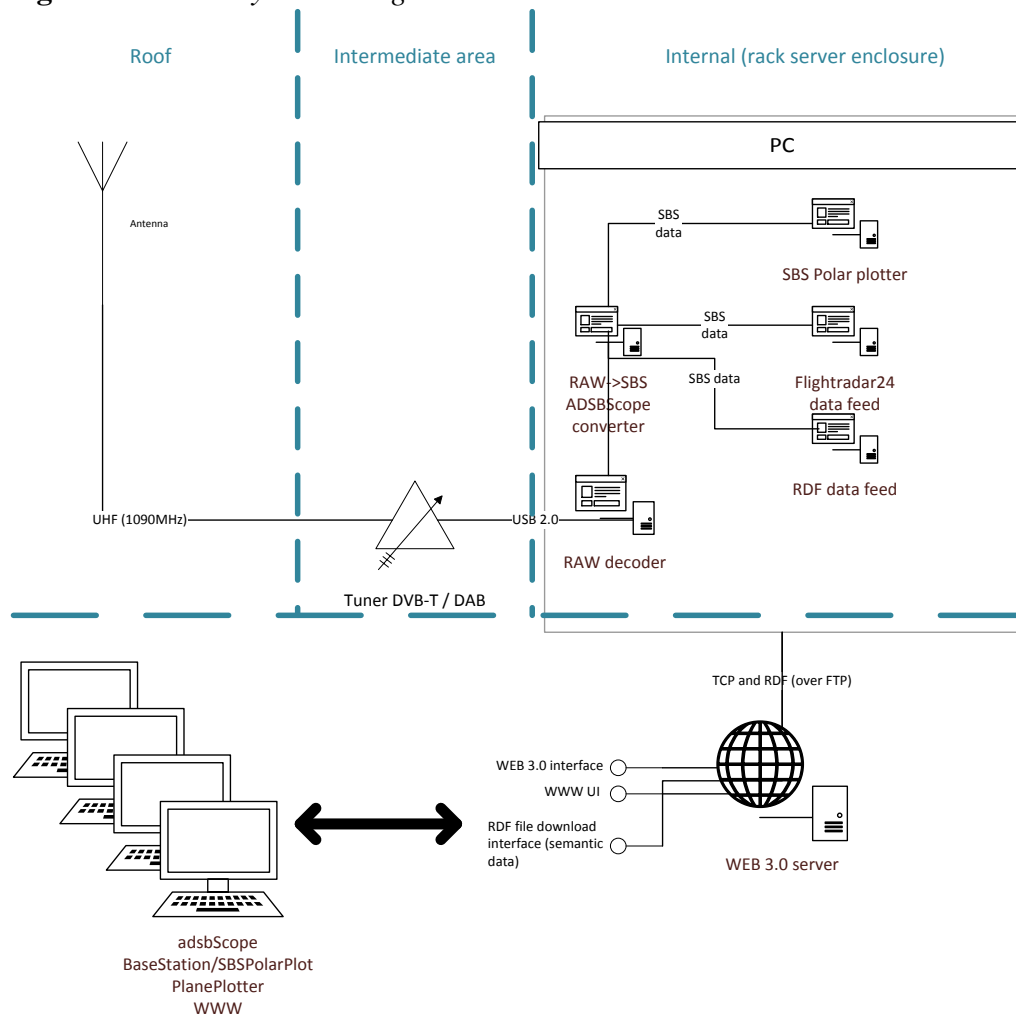 Roof
Intermediate area
Internal (rack server enclosure)
PC
Antenna
SBS
data
SBS Polar plotter
SBS
data
RAW->SBS
ADSBScope
converter
SBS data
Flightradar24
data feed
RDF data feed
UHF (1090MHz)
USB 2.0
RAW decoder
Tuner DVB-T / DAB
TCP and RDF (over FTP)
WEB 3.0 interface
WWW UI
RDF file download
interface (semantic
data)
WEB 3.0 server
adsbScope
BaseStation/SBSPolarPlot
PlanePlotter
WWW